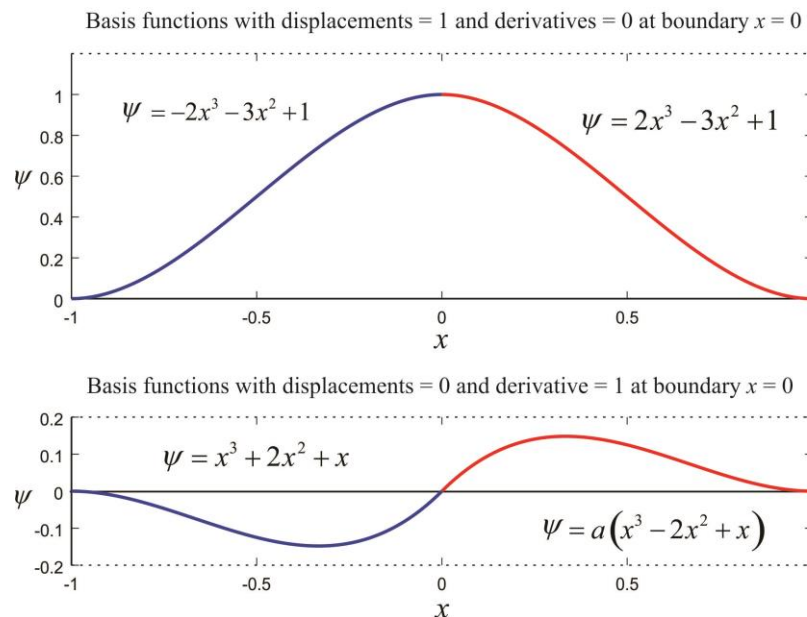 Basis functions with displacements = 1 and derivatives = 0 at boundary x = 0
1
ψ = −2x³ − 3x² + 1
ψ = 2x³ − 3x² + 1
0.8
ψ 0.6
0.4
0.2
0
-1 -0.5 0 0.5
x
Basis functions with displacements = 0 and derivative = 1 at boundary x = 0
0.2
ψ = x³ + 2x² + x
0.1
ψ 0
-0.1
ψ = a(x³ − 2x² + x)
-0.2
-1 -0.5 0 0.5
x